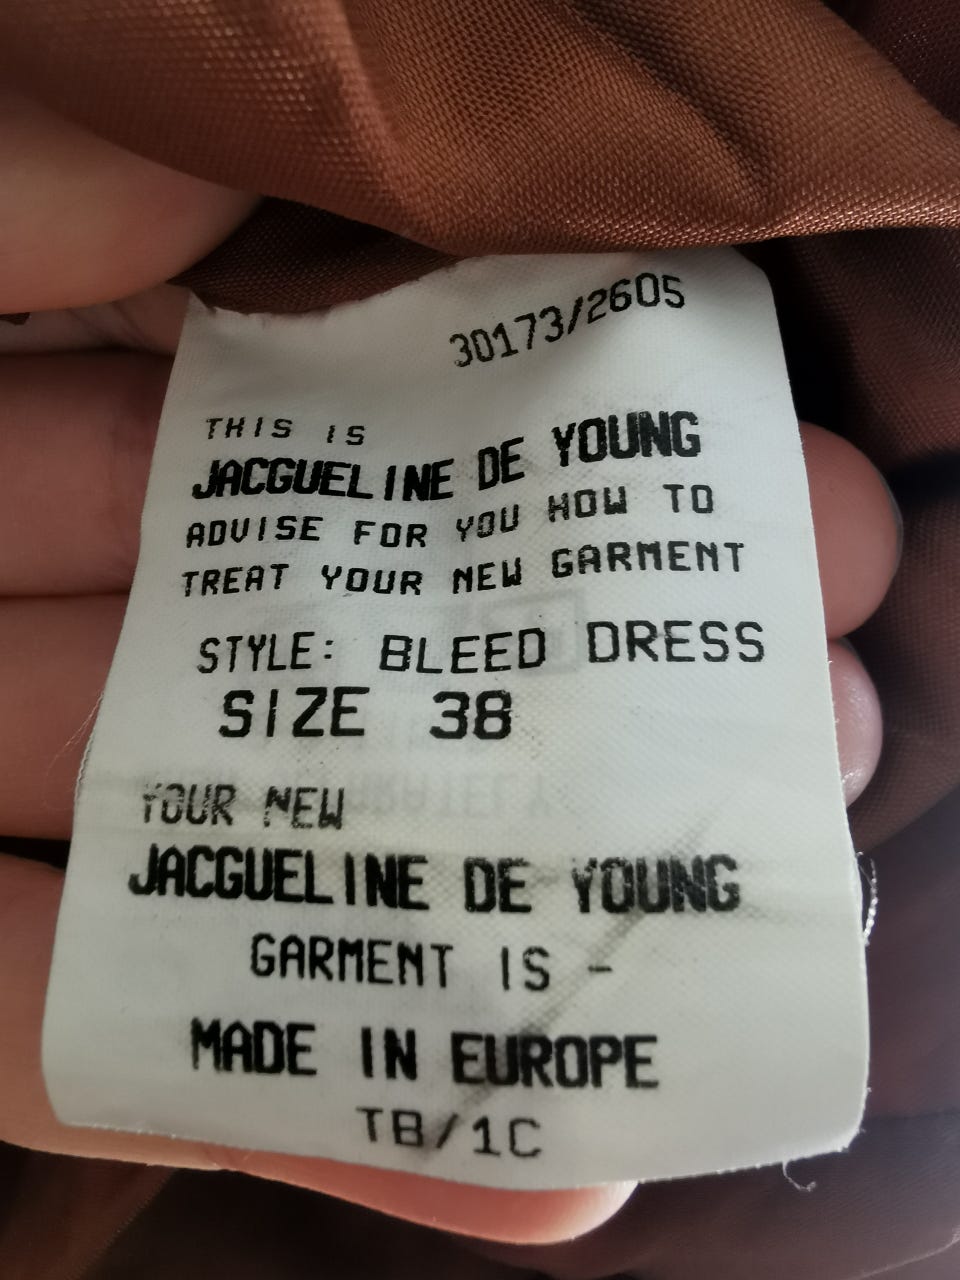 30173/2605
THIS IS
JACGUELINE DE YOUNG
ADVISE FOR YOU HOW TO
TREAT YOUR NEW GARMENT
STYLE: BLEED DRESS
SIZE 38
YOUR NEW
JACGUELINE DE YOUNG
GARMENT IS -
MADE IN EUROPE
TB/1C